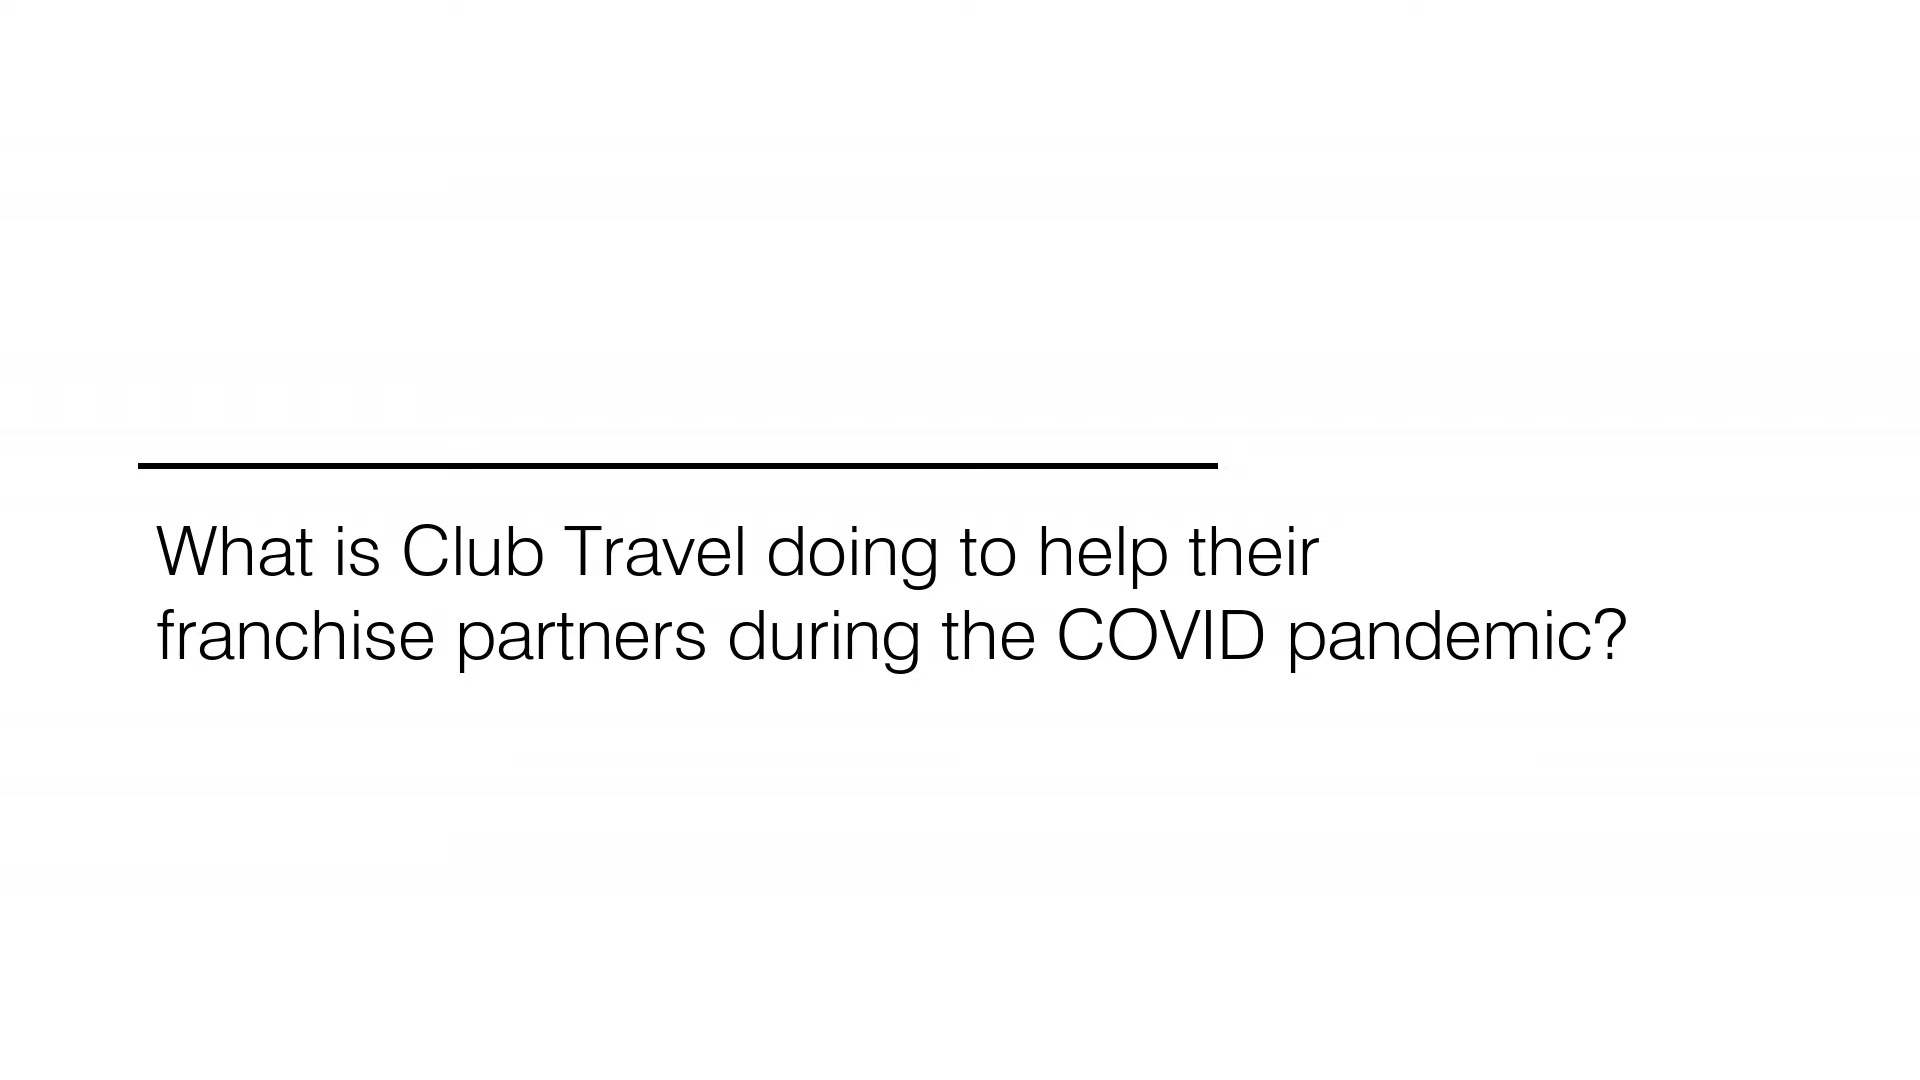 What is Club Travel doing to help their
franchise partners during the COVID pandemic?